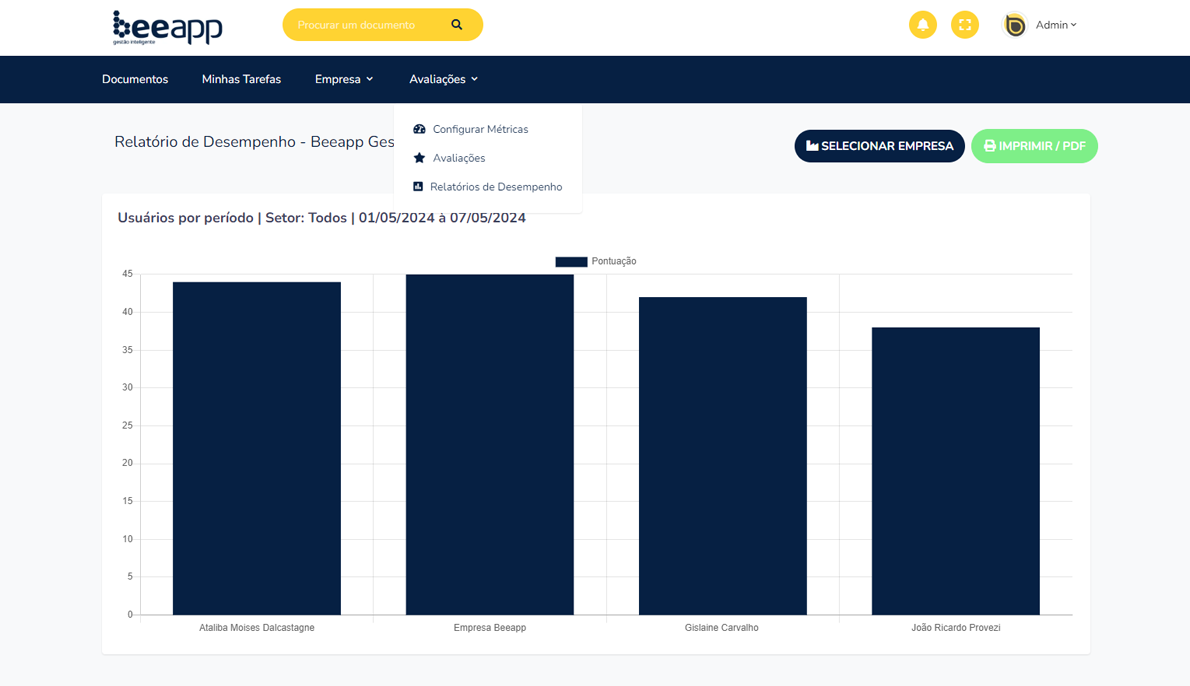 beeapp
gestão inteligente
Procurar um documento
Admin
Documentos Minhas Tarefas Empresa Avaliações
Configurar Métricas
Avaliações
Relatórios de Desempenho
Relatório de Desempenho - Beeapp Ges
SELECIONAR EMPRESA
IMPRIMIR / PDF
Usuários por período | Setor: Todos | 01/05/2024 à 07/05/2024
Pontuação
45
40
35
30
25
20
15
10
5
0
Ataliba Moises Dalcastagne Empresa Beeapp Gislaine Carvalho João Ricardo Provezi